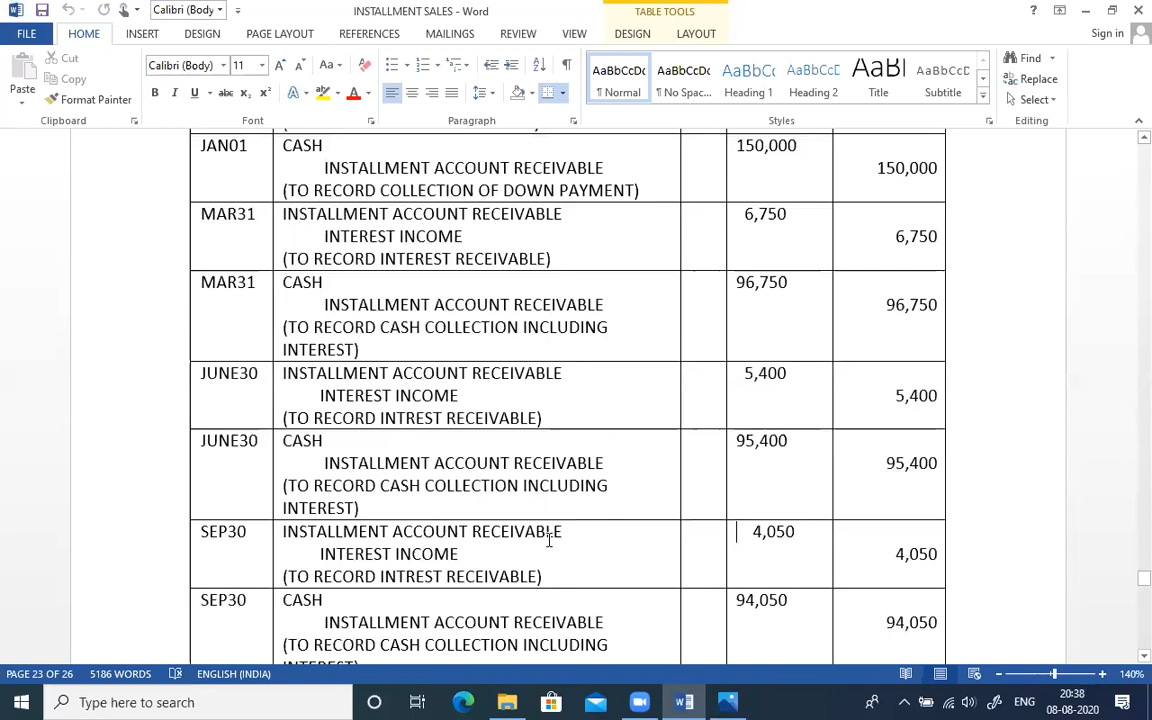 Calibri (Body)
INSTALLMENT SALES - Word
TABLE TOOLS
FILE HOME INSERT DESIGN PAGE LAYOUT REFERENCES MAILINGS REVIEW VIEW DESIGN LAYOUT Sign in
Paste
Cut
Copy
Format Painter
Clipboard
Calibri (Body) 11
Font
Paragraph
AaBbCcDc AaBbCcDc AaBbCc AaBbCcD AaBbCcD
¶ Normal ¶ No Spac... Heading 1 Heading 2 Title Subtitle
Styles
Find
Replace
Select
Editing
JAN01 CASH 150,000
INSTALLMENT ACCOUNT RECEIVABLE 150,000
(TO RECORD COLLECTION OF DOWN PAYMENT)
MAR31 INSTALLMENT ACCOUNT RECEIVABLE 6,750
INTEREST INCOME 6,750
(TO RECORD INTEREST RECEIVABLE)
MAR31 CASH 96,750
INSTALLMENT ACCOUNT RECEIVABLE 96,750
(TO RECORD CASH COLLECTION INCLUDING
INTEREST)
JUNE30 INSTALLMENT ACCOUNT RECEIVABLE 5,400
INTEREST INCOME 5,400
(TO RECORD INTREST RECEIVABLE)
JUNE30 CASH 95,400
INSTALLMENT ACCOUNT RECEIVABLE 95,400
(TO RECORD CASH COLLECTION INCLUDING
INTEREST)
SEP30 INSTALLMENT ACCOUNT RECEIVABLE 4,050
INTEREST INCOME 4,050
(TO RECORD INTREST RECEIVABLE)
SEP30 CASH 94,050
INSTALLMENT ACCOUNT RECEIVABLE 94,050
(TO RECORD CASH COLLECTION INCLUDING
INTEREST)
PAGE 23 OF 26 5186 WORDS ENGLISH (INDIA) 140%
Type here to search
ENG
20:38
08-08-2020